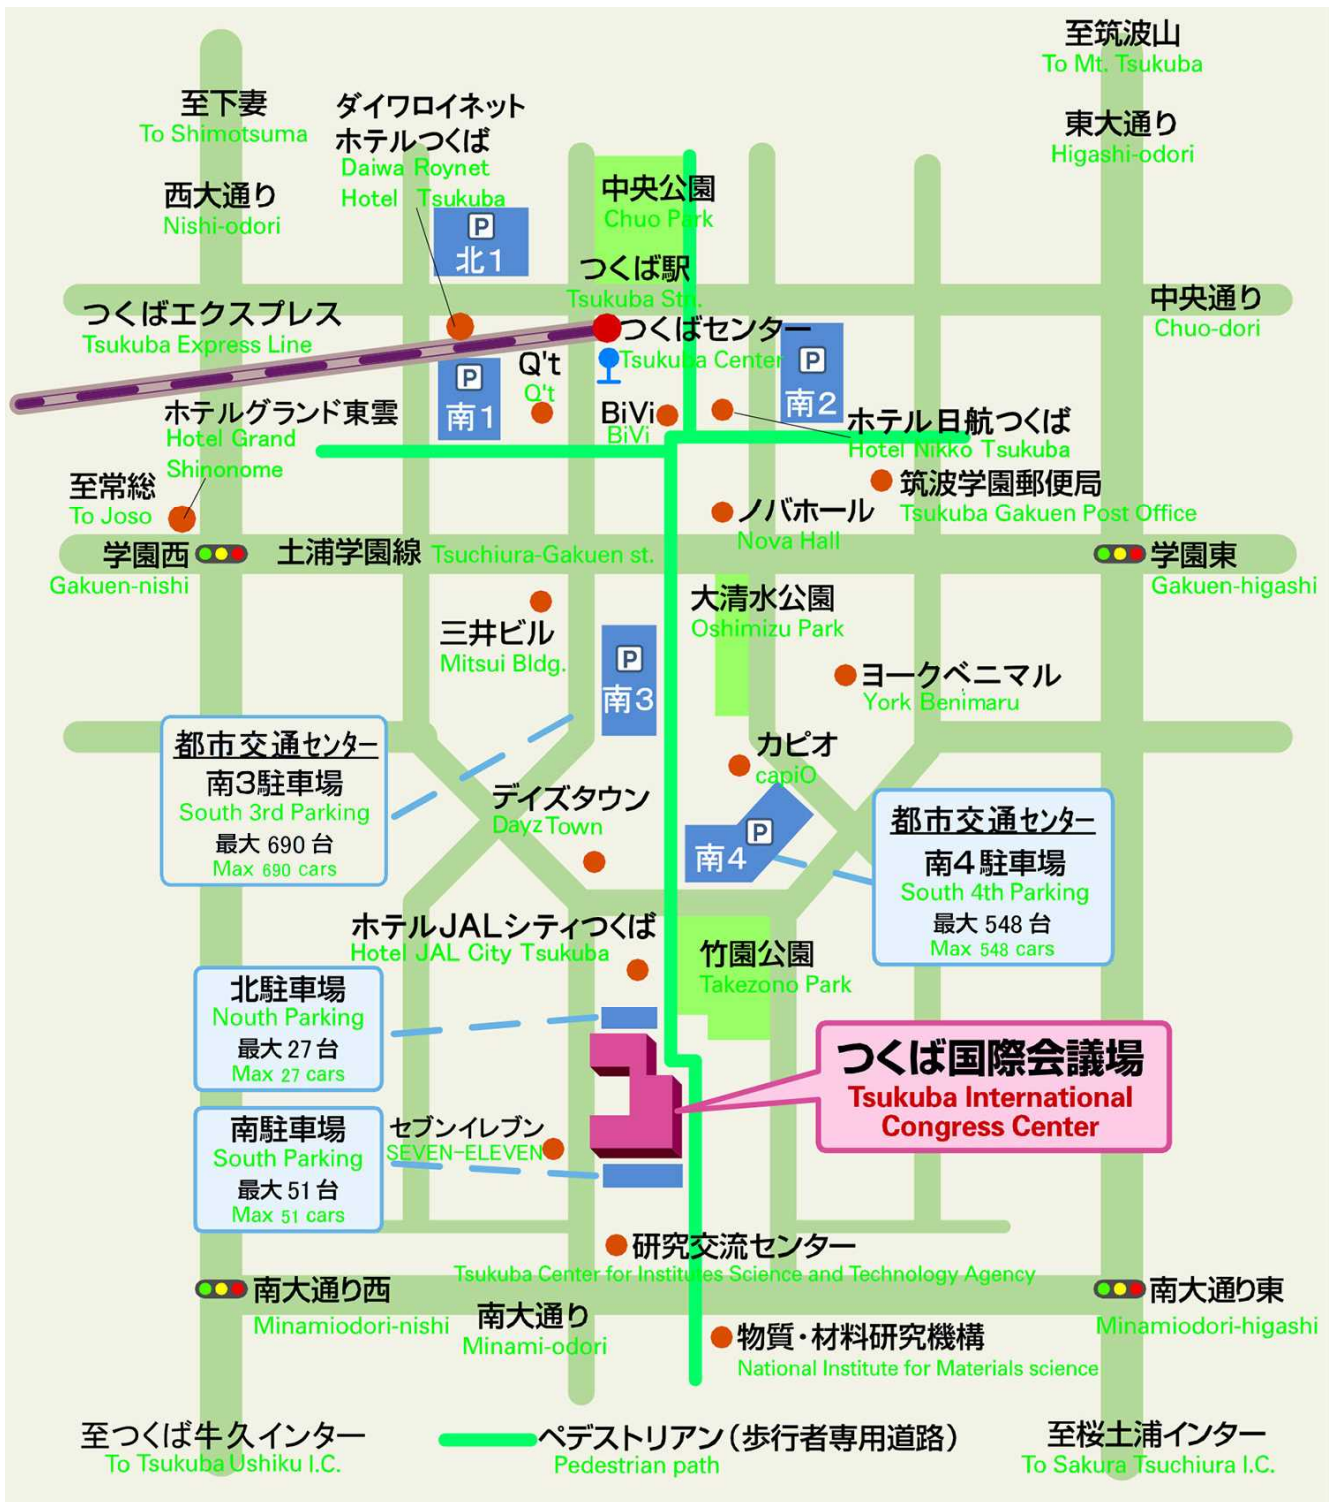 至筑波山
To Mt. Tsukuba
至下妻
To Shimotsuma
ダイワロイネット
ホテルつくば
Daiwa Roynet
Hotel Tsukuba
東大通り
Higashi-odori
西大通り
Nishi-odori
中央公園
Chuo Park
P
北1
つくば駅
Tsukuba Stn.
中央通り
Chuo-dori
つくばエクスプレス
Tsukuba Express Line
つくばセンター
Tsukuba Center
Q't
Q't
P
南1
P
南2
BiVi
BiVi
ホテルグランド東雲
Hotel Grand
Shinonome
ホテル日航つくば
Hotel Nikko Tsukuba
至常総
To Joso
筑波学園郵便局
Tsukuba Gakuen Post Office
ノバホール
Nova Hall
学園西
Gakuen-nishi
土浦学園線
Tsuchiura-Gakuen st.
学園東
Gakuen-higashi
大清水公園
Oshimizu Park
三井ビル
Mitsui Bldg.
P
南3
ヨークベニマル
York Benimaru
都市交通センター
南3駐車場
South 3rd Parking
最大 690 台
Max 690 cars
カピオ
capiO
デイズタウン
Dayz Town
P
南4
都市交通センター
南4駐車場
South 4th Parking
最大 548 台
Max 548 cars
ホテルJALシティつくば
Hotel JAL City Tsukuba
竹園公園
Takezono Park
北駐車場
Nouth Parking
最大 27 台
Max 27 cars
つくば国際会議場
Tsukuba International
Congress Center
南駐車場
South Parking
最大 51 台
Max 51 cars
セブンイレブン
SEVEN-ELEVEN
研究交流センター
Tsukuba Center for Institutes Science and Technology Agency
南大通り西
Minamiodori-nishi
南大通り
Minami-odori
南大通り東
Minamiodori-higashi
物質・材料研究機構
National Institute for Materials science
至つくば牛久インター
To Tsukuba Ushiku I.C.
ペデストリアン（歩行者専用道路）
Pedestrian path
至桜土浦インター
To Sakura Tsuchiura I.C.